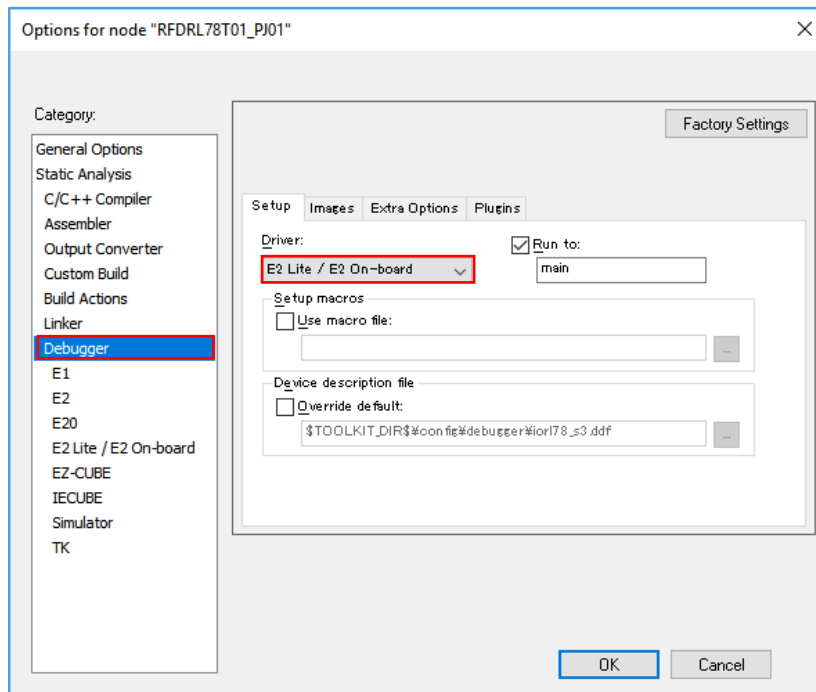 Options for node "RFDRL78T01_PJ01"
Category:
General Options
Static Analysis
C/C++ Compiler
Assembler
Output Converter
Custom Build
Build Actions
Linker
Debugger
E1
E2
E20
E2 Lite / E2 On-board
EZ-CUBE
IECUBE
Simulator
TK
Factory Settings
Setup Images Extra Options Plugins
Driver:
E2 Lite / E2 On-board
Run to:
main
Setup macros
Use macro file:
...
Device description file
Override default:
$TOOLKIT_DIR$¥config¥debugger¥iorl78_s3.ddf
...
OK Cancel